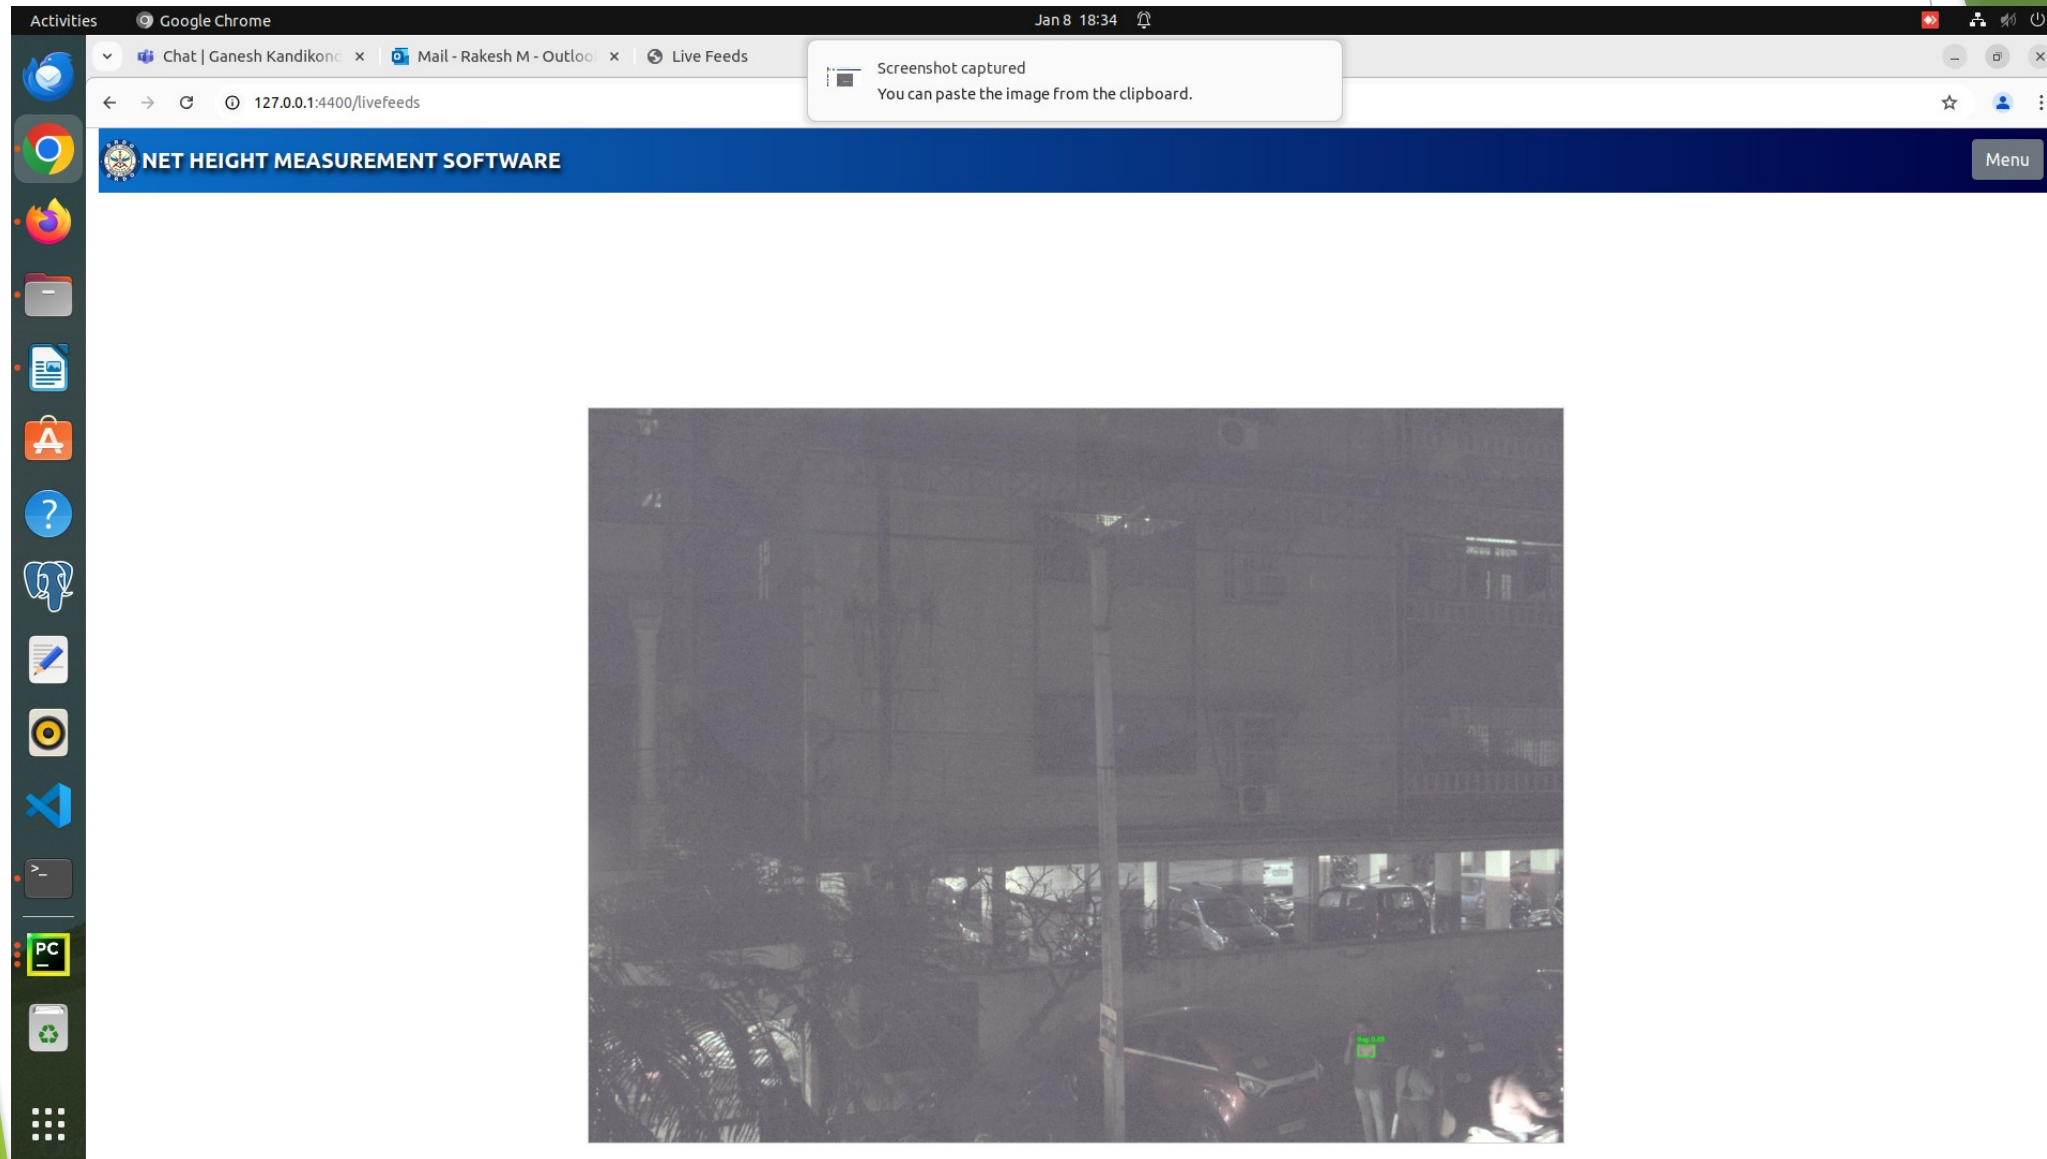 Activities
Google Chrome
Jan 8 18:34
Chat | Ganesh Kandikond
Mail - Rakesh M - Outloo
Live Feeds
Screenshot captured
You can paste the image from the clipboard.
127.0.0.1:4400/livefeeds
NET HEIGHT MEASUREMENT SOFTWARE
Menu
PC